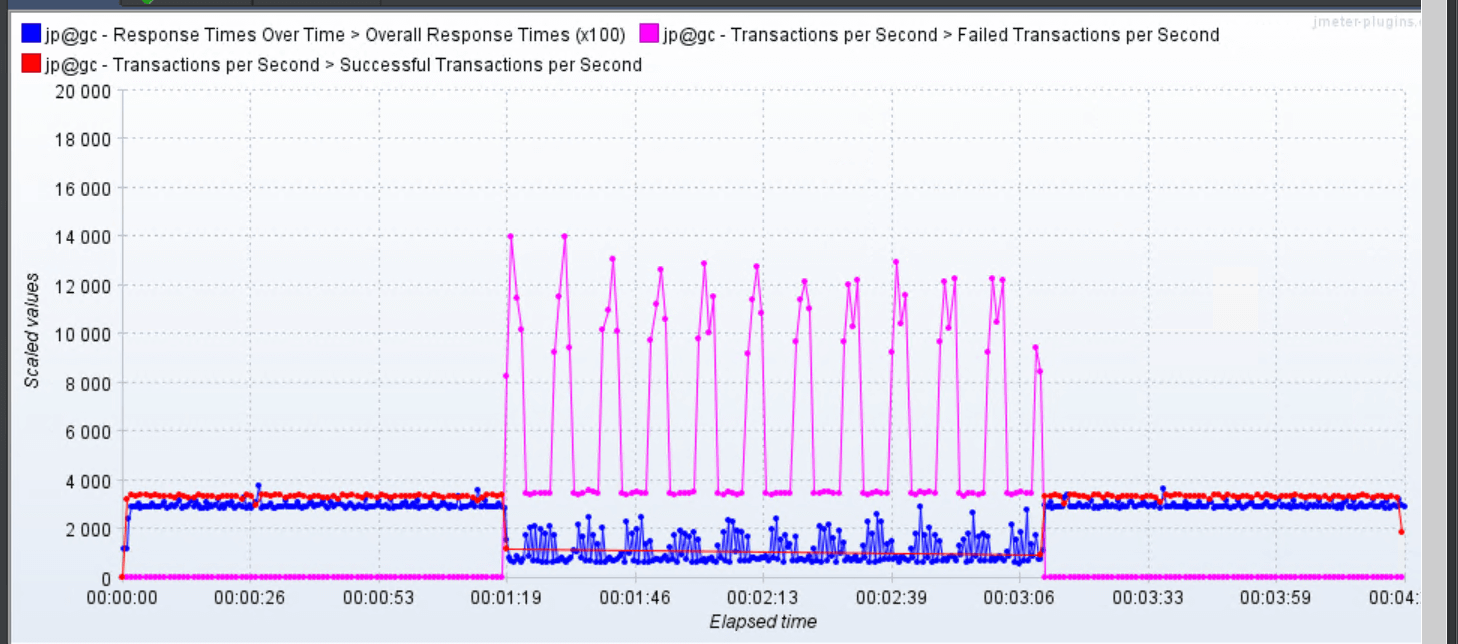 jmeter-plugins.
jp@gc - Response Times Over Time > Overall Response Times (x100) jp@gc - Transactions per Second > Failed Transactions per Second
jp@gc - Transactions per Second > Successful Transactions per Second
20 000
18 000
16 000
14 000
12 000
10 000
8 000
6 000
4 000
2 000
0
Scaled values
00:00:00 00:00:26 00:00:53 00:01:19 00:01:46 00:02:13 00:02:39 00:03:06 00:03:33 00:03:59 00:04:
Elapsed time